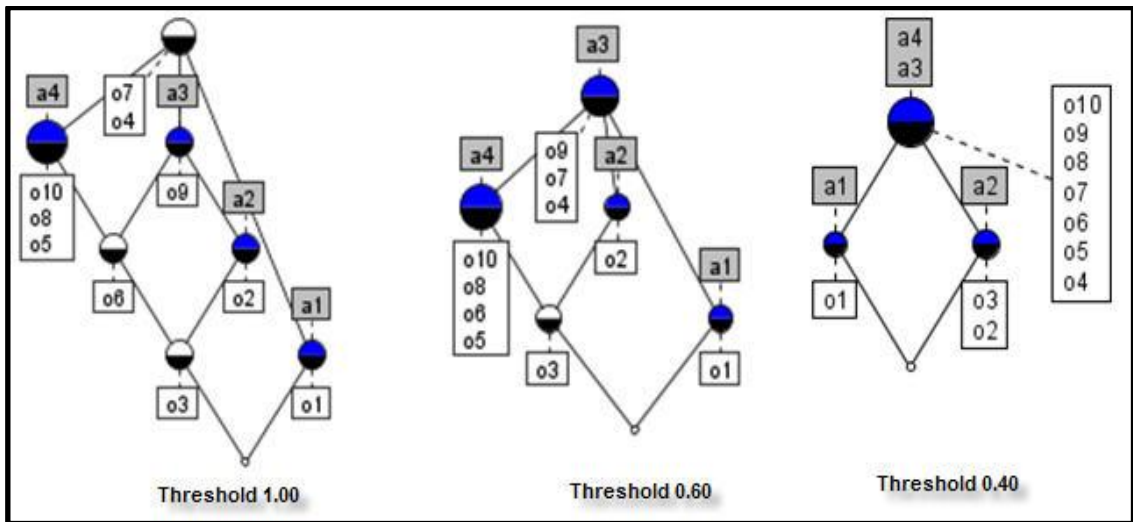 a4
o7
o4
a3
o10
o8
o5
o9
a2
o6
o2
a1
o3
o1
Threshold 1.00
a3
a4
o9
o7
o4
a2
o10
o8
o6
o5
o2
a1
o3
o1
Threshold 0.60
a4
a3
o10
o9
o8
o7
o6
o5
o4
a1
a2
o1
o3
o2
Threshold 0.40